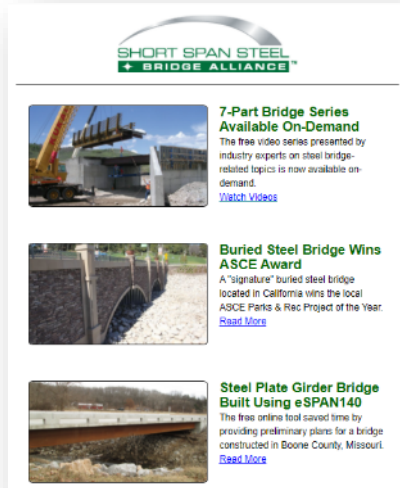 SHORT SPAN STEEL
BRIDGE ALLIANCE™
7-Part Bridge Series
Available On-Demand
The free video series presented by
industry experts on steel bridge-
related topics is now available on-
demand.
Watch Videos
Buried Steel Bridge Wins
ASCE Award
A "signature" buried steel bridge
located in California wins the local
ASCE Parks & Rec Project of the Year.
Read More
Steel Plate Girder Bridge
Built Using eSPAN140
The free online tool saved time by
providing preliminary plans for a bridge
constructed in Boone County, Missouri.
Read More